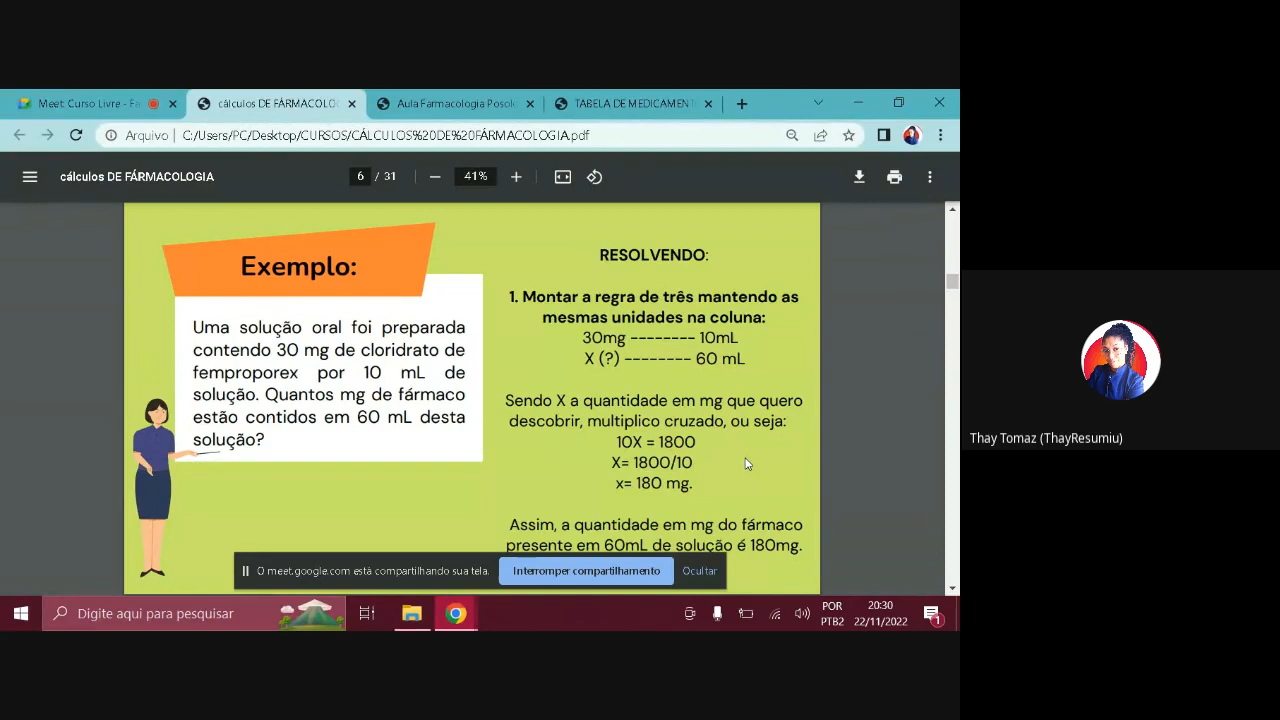 Meet: Curso Livre - Fa
cálculos DE FÁRMACOLO
Aula Farmacologia Posol
TABELA DE MEDICAMENT
Arquivo
C:/Users/PC/Desktop/CURSOS/CÁLCULOS%20DE%20FÁRMACOLOGIA.pdf
cálculos DE FÁRMACOLOGIA
6 / 31
41%
Exemplo:
Uma solução oral foi preparada
contendo 30 mg de cloridrato de
femproporex por 10 mL de
solução. Quantos mg de fármaco
estão contidos em 60 mL desta
solução?
RESOLVENDO:
1. Montar a regra de três mantendo as
mesmas unidades na coluna:
30mg -------- 10mL
X (?) -------- 60 mL
Sendo X a quantidade em mg que quero
descobrir, multiplico cruzado, ou seja:
10X = 1800
X= 1800/10
x= 180 mg.
Assim, a quantidade em mg do fármaco
presente em 60mL de solução é 180mg.
O meet.google.com está compartilhando sua tela.
Interromper compartilhamento
Ocultar
Digite aqui para pesquisar
POR
PTB2
20:30
22/11/2022
1
Thay Tomaz (ThayResumiu)